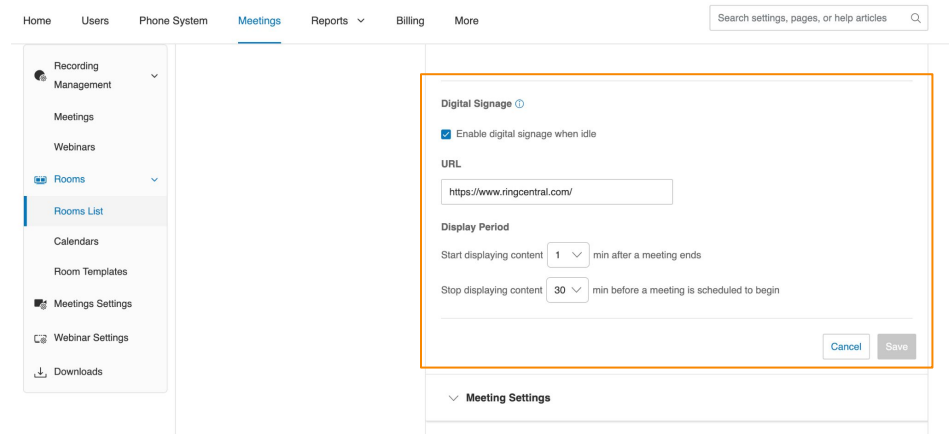 Home Users Phone System Meetings Reports Billing More Search settings, pages, or help articles
Recording
Management
Meetings
Webinars
Rooms
Rooms List
Calendars
Room Templates
Meetings Settings
Webinar Settings
Downloads
Digital Signage
Enable digital signage when idle
URL
https://www.ringcentral.com/
Display Period
Start displaying content 1 min after a meeting ends
Stop displaying content 30 min before a meeting is scheduled to begin
Cancel Save
Meeting Settings